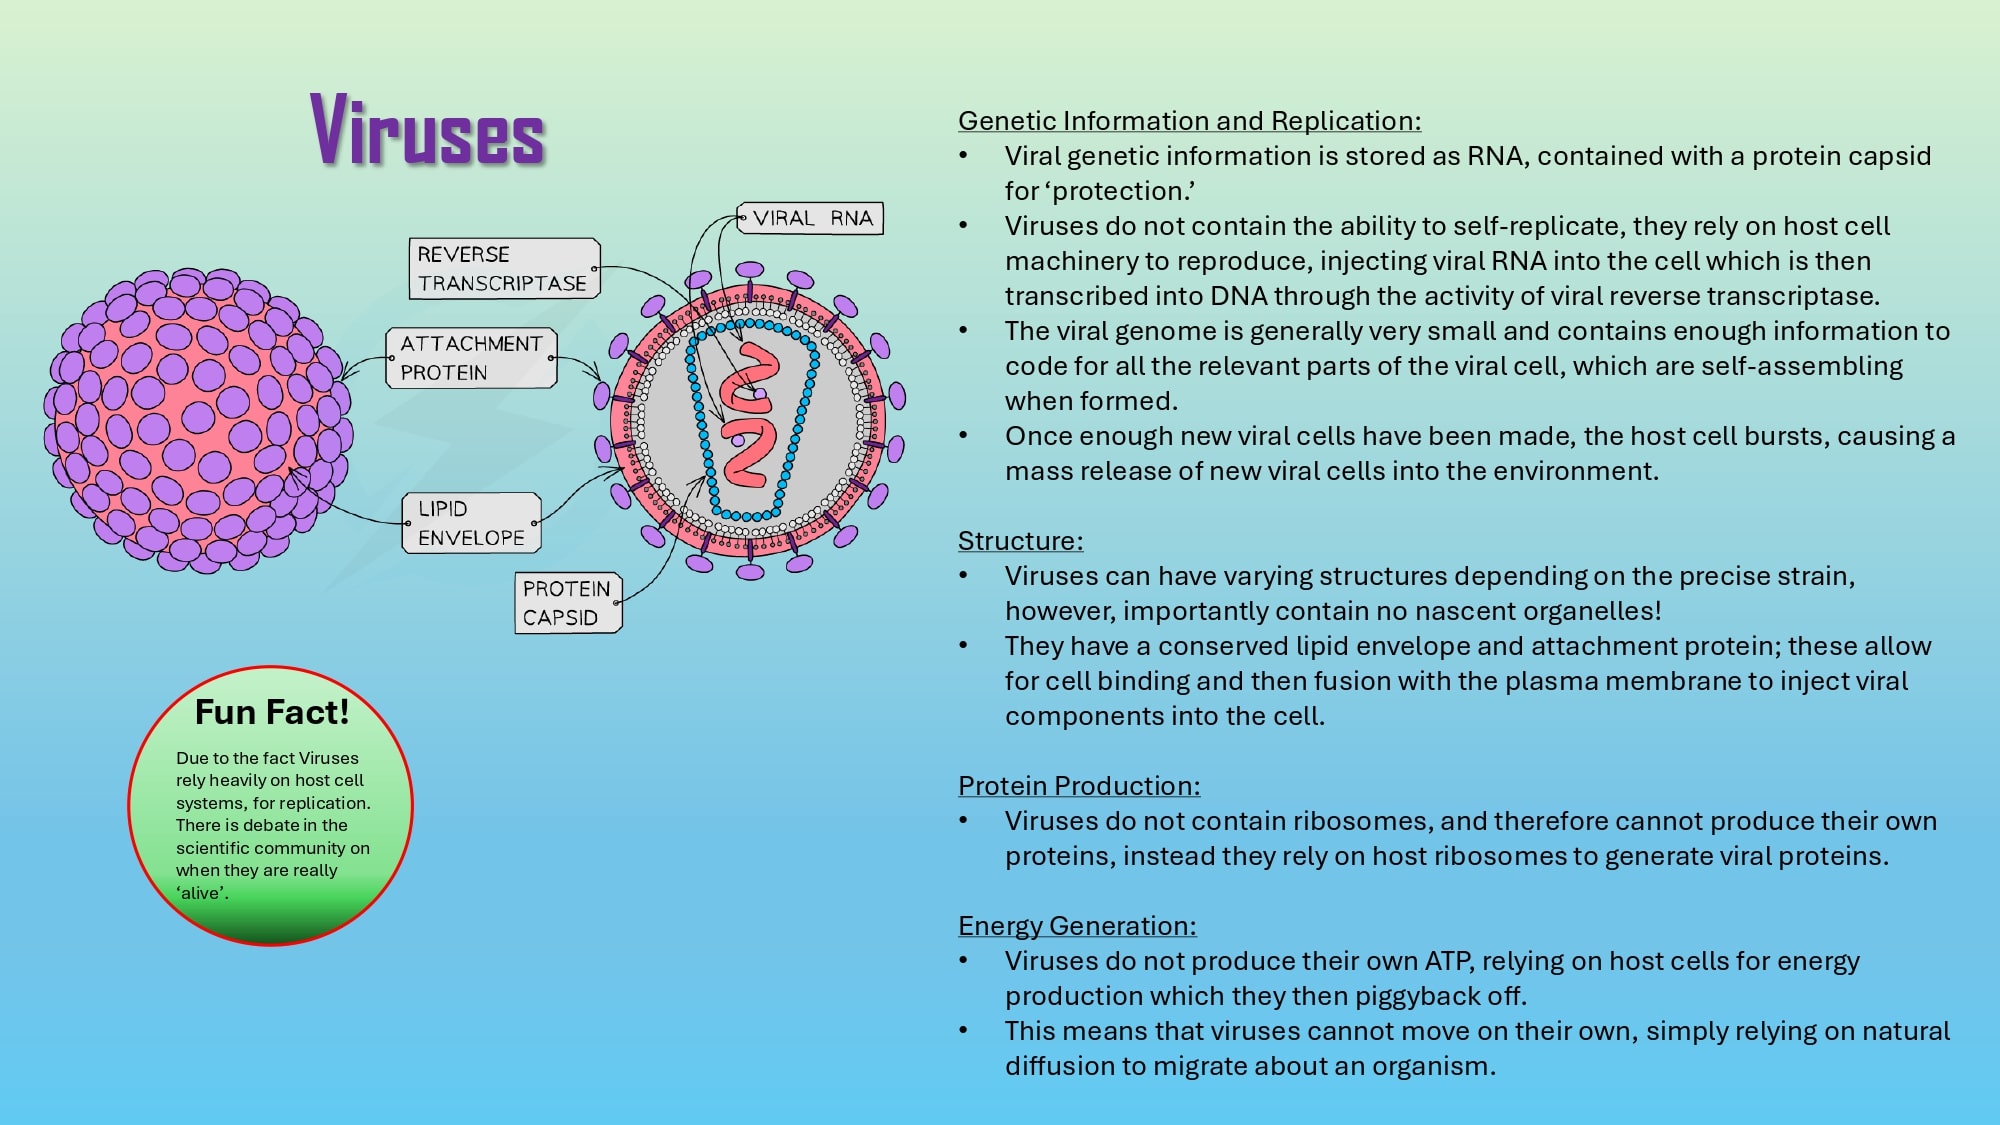 Viruses
VIRAL RNA
REVERSE
TRANSCRIPTASE
ATTACHMENT
PROTEIN
LIPID
ENVELOPE
PROTEIN
CAPSID
Fun Fact!
Due to the fact Viruses
rely heavily on host cell
systems, for replication.
There is debate in the
scientific community on
when they are really
‘alive’.
Genetic Information and Replication:
• Viral genetic information is stored as RNA, contained with a protein capsid
for ‘protection.’
• Viruses do not contain the ability to self-replicate, they rely on host cell
machinery to reproduce, injecting viral RNA into the cell which is then
transcribed into DNA through the activity of viral reverse transcriptase.
• The viral genome is generally very small and contains enough information to
code for all the relevant parts of the viral cell, which are self-assembling
when formed.
• Once enough new viral cells have been made, the host cell bursts, causing a
mass release of new viral cells into the environment.
Structure:
• Viruses can have varying structures depending on the precise strain,
however, importantly contain no nascent organelles!
• They have a conserved lipid envelope and attachment protein; these allow
for cell binding and then fusion with the plasma membrane to inject viral
components into the cell.
Protein Production:
• Viruses do not contain ribosomes, and therefore cannot produce their own
proteins, instead they rely on host ribosomes to generate viral proteins.
Energy Generation:
• Viruses do not produce their own ATP, relying on host cells for energy
production which they then piggyback off.
• This means that viruses cannot move on their own, simply relying on natural
diffusion to migrate about an organism.